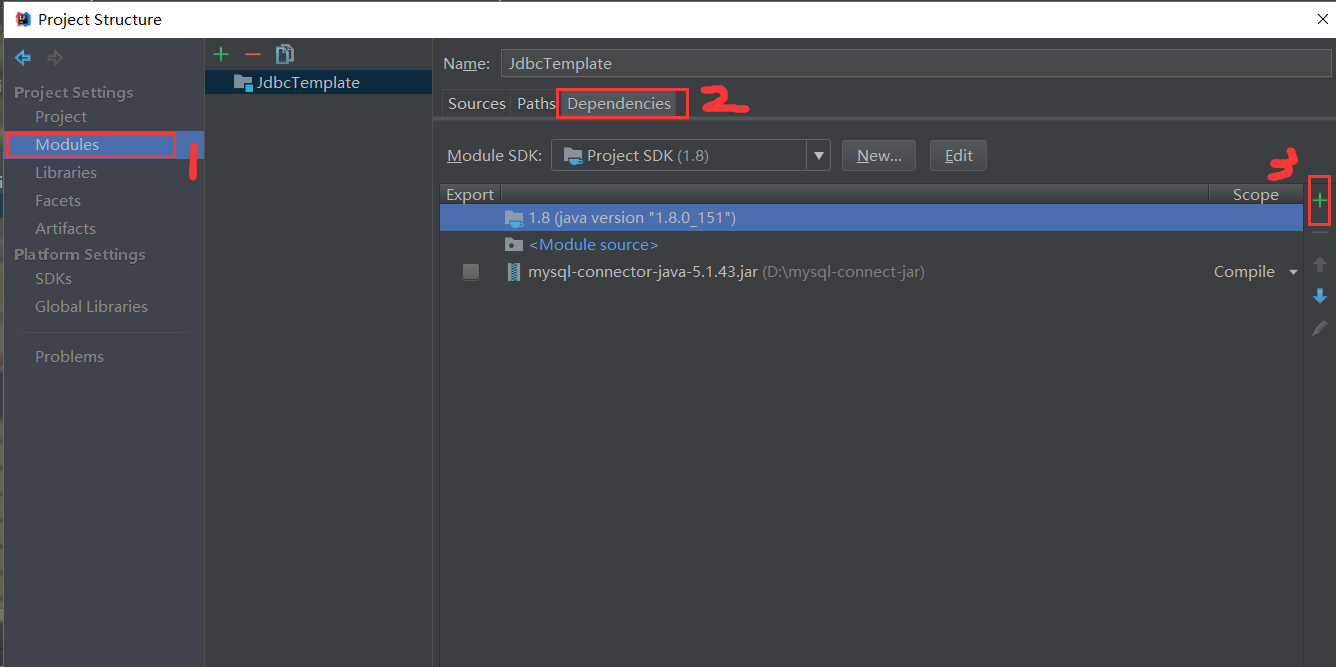 Project Structure
Project Settings
Project
Modules
1
Libraries
Facets
Artifacts
Platform Settings
SDKs
Global Libraries
Problems
JdbcTemplate
Name: JdbcTemplate
Sources Paths Dependencies 2
Module SDK: Project SDK (1.8) New... Edit
3
Export Scope
1.8 (java version "1.8.0_151")
<Module source>
mysql-connector-java-5.1.43.jar (D:\mysql-connect-jar) Compile